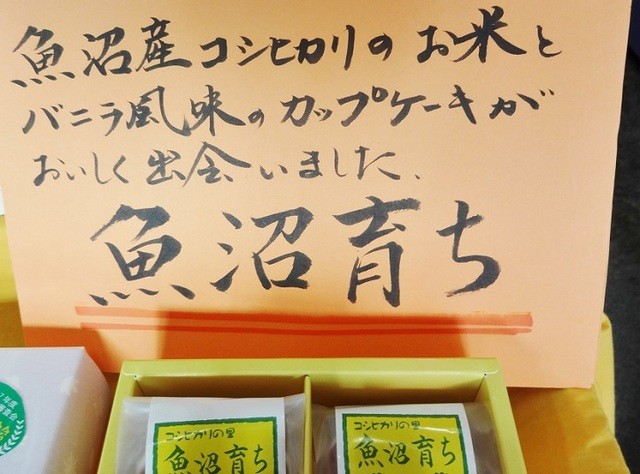 魚沼産コシヒカリのお米と
バニラ風味のカップケーキが
おいしく出会いました、
魚沼育ち
コシヒカリの里
魚沼育ち
コシヒカリの里
魚沼育ち